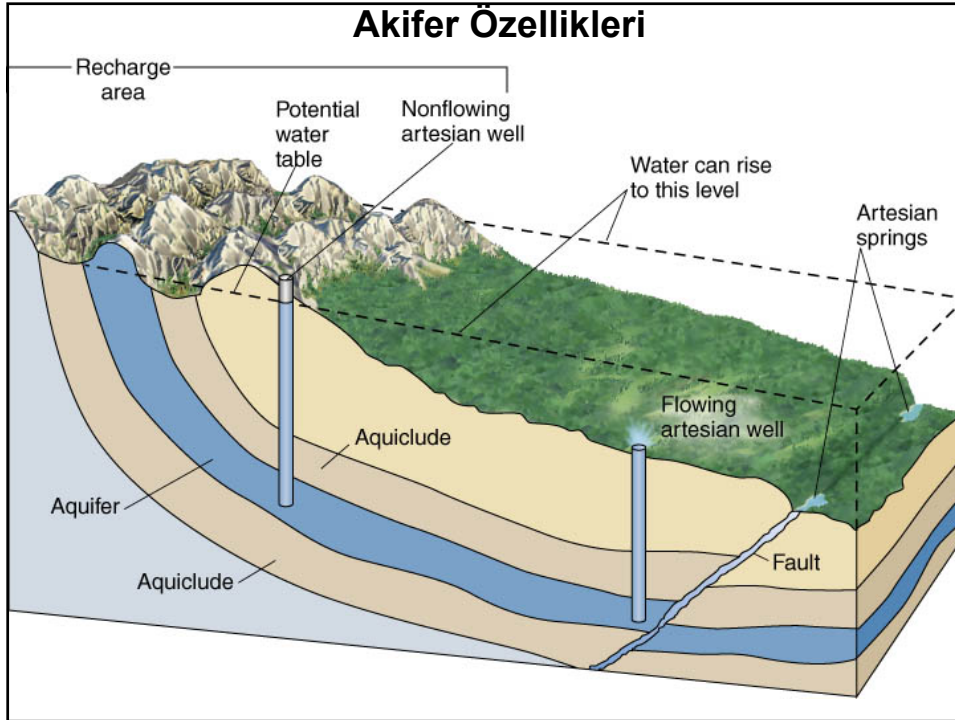 Akifer Özellikleri
Recharge
area
Potential
water
table
Nonflowing
artesian well
Water can rise
to this level
Artesian
springs
Flowing
artesian well
Aquiclude
Aquifer
Aquiclude
Fault